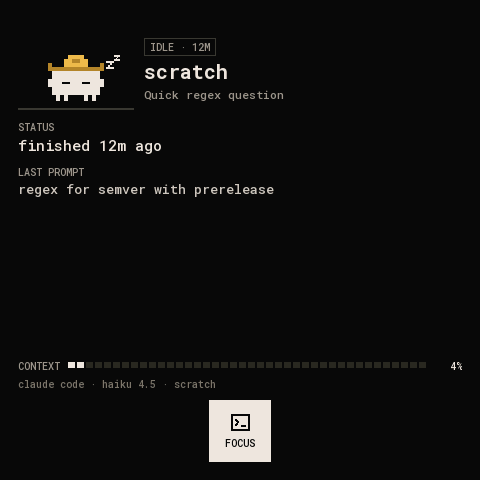 IDLE · 12M
scratch
Quick regex question
STATUS
finished 12m ago
LAST PROMPT
regex for semver with prerelease
CONTEXT 4%
claude code · haiku 4.5 · scratch
FOCUS